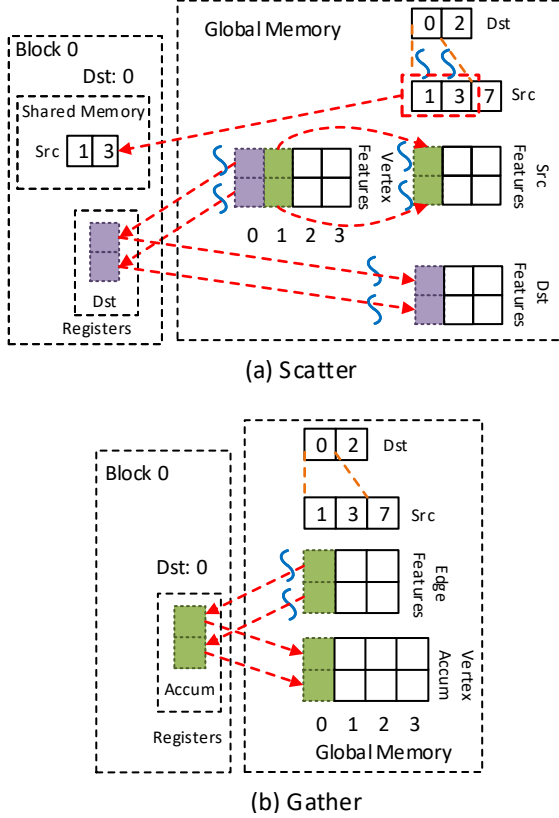 Global Memory
0 2 Dst
Block 0
Dst: 0
Shared Memory
Src 1 3
1 3 7 Src
Vertex
Features
0 1 2 3
Src
Features
Dst
Registers
Dst
Features
(a) Scatter
0 2 Dst
Block 0
1 3 7 Src
Dst: 0
Edge
Features
Accum
Vertex
Accum
0 1 2 3
Registers
Global Memory
(b) Gather